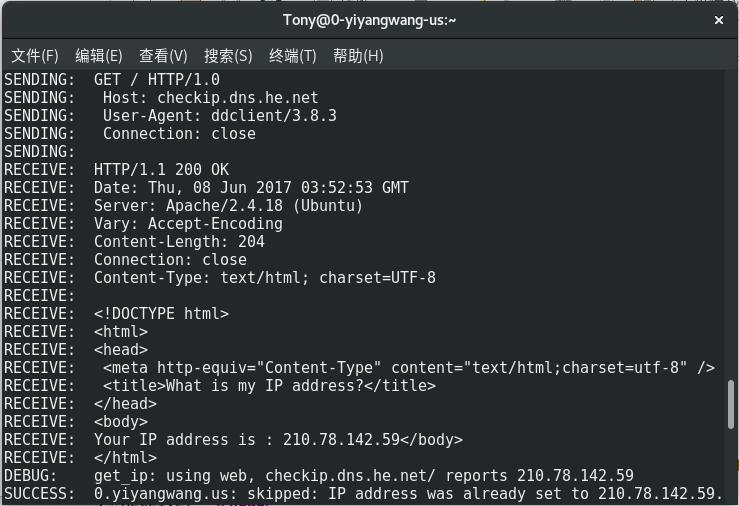 Tony@0-yiyangwang-us:~
文件(F) 编辑(E) 查看(V) 搜索(S) 终端(T) 帮助(H)
SENDING:  GET / HTTP/1.0
SENDING:   Host: checkip.dns.he.net
SENDING:   User-Agent: ddclient/3.8.3
SENDING:   Connection: close
SENDING:
RECEIVE:  HTTP/1.1 200 OK
RECEIVE:  Date: Thu, 08 Jun 2017 03:52:53 GMT
RECEIVE:  Server: Apache/2.4.18 (Ubuntu)
RECEIVE:  Vary: Accept-Encoding
RECEIVE:  Content-Length: 204
RECEIVE:  Connection: close
RECEIVE:  Content-Type: text/html; charset=UTF-8
RECEIVE:
RECEIVE:  <!DOCTYPE html>
RECEIVE:  <html>
RECEIVE:  <head>
RECEIVE:   <meta http-equiv="Content-Type" content="text/html;charset=utf-8" />
RECEIVE:   <title>What is my IP address?</title>
RECEIVE:  </head>
RECEIVE:  <body>
RECEIVE:  Your IP address is : 210.78.142.59</body>
RECEIVE:  </html>
DEBUG:    get_ip: using web, checkip.dns.he.net/ reports 210.78.142.59
SUCCESS:  0.yiyangwang.us: skipped: IP address was already set to 210.78.142.59.